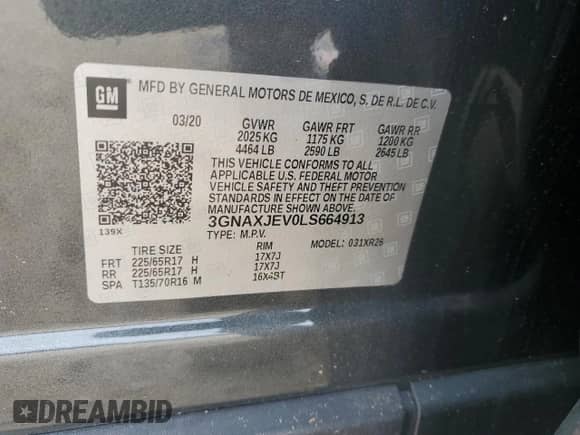 GM
MFD BY GENERAL MOTORS DE MEXICO, S. DE R.L. DE C.V.
03/20 GVWR GAWR FRT GAWR RR
2025 KG 1175 KG 1200 KG
4464 LB 2590 LB 2645 LB
THIS VEHICLE CONFORMS TO ALL
APPLICABLE U.S. FEDERAL MOTOR
VEHICLE SAFETY AND THEFT PREVENTION
STANDARDS IN EFFECT ON THE DATE OF
MANUFACTURE SHOWN ABOVE.
139X 3GNAXJEV0LS664913
TYPE: M.P.V. MODEL: 031XR26
TIRE SIZE RIM
FRT 225/65R17 H 17X7J
RR 225/65R17 H 17X7J
SPA T135/70R16 M 16X4BT
DREAMBID